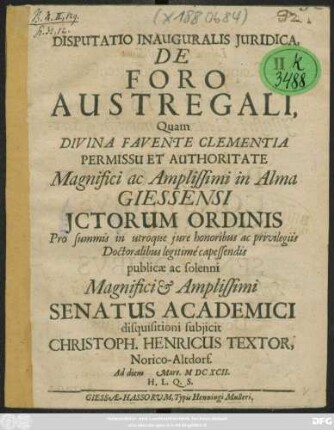 (X1880684)
II k
3488
DISPUTATIO INAUGURALIS JURIDICA,
DE
FORO
AUSTREGALI,
Quam
DIVINA FAVENTE CLEMENTIA
PERMISSU ET AUTHORITATE
Magnifici ac Amplissimi in Alma
GIESSENSI
JCTORUM ORDINIS
Pro summis in utroque jure honoribus ac privilegiis
Doctoralibus legitimè capessendis
publicæ ac solenni
Magnifici & Amplissimi
SENATUS ACADEMICI
disquisitioni subjicit
CHRISTOPH. HENRICUS TEXTOR,
Norico-Altdorf.
Ad diem Mart. M DC XCII.
H. L. Q. S.
GIESSÆ-HASSORUM, Typis Henningi Mulleri,